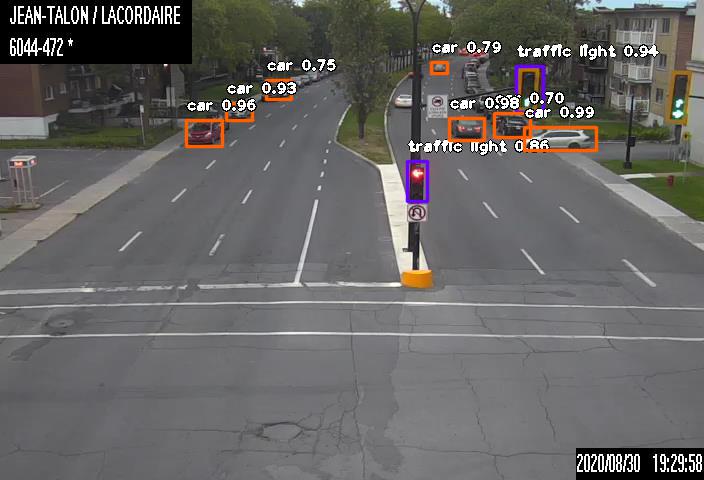 JEAN-TALON / LACORDAIRE
6044-472 *
car 0.79
traffic light 0.94
car 0.75
car 0.93
car 0.96
car 0.98
0.70
car 0.99
traffic light 0.86
2020/08/30 19:29:58